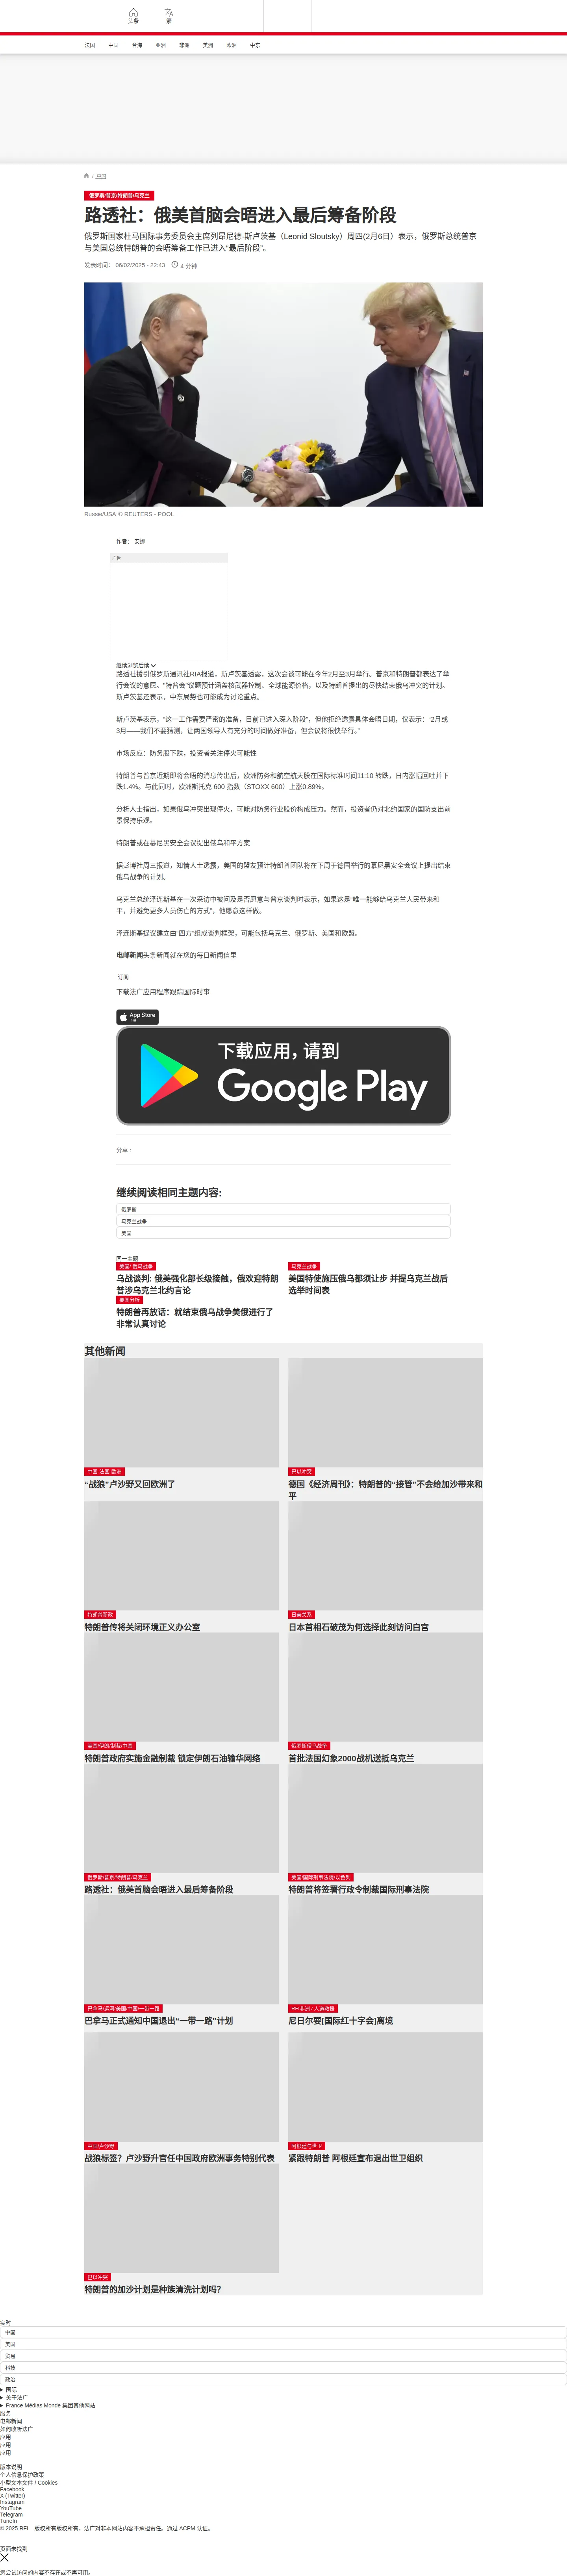 头条
繁
法国
中国
台海
亚洲
非洲
美洲
欧洲
中东
/ 中国
俄罗斯/普京/特朗普/乌克兰
路透社：俄美首脑会晤进入最后筹备阶段
俄罗斯国家杜马国际事务委员会主席列昂尼德·斯卢茨基（Leonid Sloutsky）周四(2月6日）表示，俄罗斯总统普京
与美国总统特朗普的会晤筹备工作已进入“最后阶段”。
发表时间： 06/02/2025 - 22:43
4 分钟
Russie/USA © REUTERS - POOL
作者： 安娜
广告
继续浏览后续
路透社援引俄罗斯通讯社RIA报道，斯卢茨基透露，这次会谈可能在今年2月至3月举行。普京和特朗普都表达了举
行会议的意愿。“特普会”议题预计涵盖核武器控制、全球能源价格，以及特朗普提出的尽快结束俄乌冲突的计划。
斯卢茨基还表示，中东局势也可能成为讨论重点。
斯卢茨基表示，“这一工作需要严密的准备，目前已进入深入阶段”，但他拒绝透露具体会晤日期，仅表示：“2月或
3月——我们不要猜测，让两国领导人有充分的时间做好准备，但会议将很快举行。”
市场反应：防务股下跌，投资者关注停火可能性
特朗普与普京近期即将会晤的消息传出后，欧洲防务和航空航天股在国际标准时间11:10 转跌，日内涨幅回吐并下
跌1.4%。与此同时，欧洲斯托克 600 指数（STOXX 600）上涨0.89%。
分析人士指出，如果俄乌冲突出现停火，可能对防务行业股价构成压力。然而，投资者仍对北约国家的国防支出前
景保持乐观。
特朗普或在慕尼黑安全会议提出俄乌和平方案
据彭博社周三报道，知情人士透露，美国的盟友预计特朗普团队将在下周于德国举行的慕尼黑安全会议上提出结束
俄乌战争的计划。
乌克兰总统泽连斯基在一次采访中被问及是否愿意与普京谈判时表示，如果这是“唯一能够给乌克兰人民带来和
平，并避免更多人员伤亡的方式”，他愿意这样做。
泽连斯基提议建立由“四方”组成谈判框架，可能包括乌克兰、俄罗斯、美国和欧盟。
电邮新闻头条新闻就在您的每日新闻信里
订阅
下载法广应用程序跟踪国际时事
App Store
下载
下载应用，请到
Google Play
分享 :
继续阅读相同主题内容:
俄罗斯
乌克兰战争
美国
同一主题
美国/ 俄乌战争
乌战谈判: 俄美强化部长级接触，俄欢迎特朗
普涉乌克兰北约言论
乌克兰战争
美国特使施压俄乌都须让步 并提乌克兰战后
选举时间表
要闻分析
特朗普再放话：就结束俄乌战争美俄进行了
非常认真讨论
其他新闻
中国-法国-欧洲
“战狼”卢沙野又回欧洲了
巴以冲突
德国《经济周刊》：特朗普的“接管”不会给加沙带来和
平
特朗普新政
特朗普传将关闭环境正义办公室
日美关系
日本首相石破茂为何选择此刻访问白宫
美国/伊朗/制裁/中国
特朗普政府实施金融制裁 锁定伊朗石油输华网络
俄罗斯侵乌战争
首批法国幻象2000战机送抵乌克兰
俄罗斯/普京/特朗普/乌克兰
路透社：俄美首脑会晤进入最后筹备阶段
美国/国际刑事法院/以色列
特朗普将签署行政令制裁国际刑事法院
巴拿马/运河/美国/中国/一带一路
巴拿马正式通知中国退出“一带一路”计划
RFI非洲 / 人道救援
尼日尔要[国际红十字会]离境
中国/卢沙野
战狼标签？卢沙野升官任中国政府欧洲事务特别代表
阿根廷与世卫
紧跟特朗普 阿根廷宣布退出世卫组织
巴以冲突
特朗普的加沙计划是种族清洗计划吗？
实时
中国
美国
贸易
科技
政治
国际
关于法广
France Médias Monde 集团其他网站
服务
电邮新闻
如何收听法广
应用
应用
应用
版本说明
个人信息保护政策
小型文本文件 / Cookies
Facebook
X (Twitter)
Instagram
YouTube
Telegram
TuneIn
© 2025 RFI – 版权所有版权所有。法广对非本网站内容不承担责任。通过 ACPM 认证。
页面未找到
您尝试访问的内容不存在或不再可用。